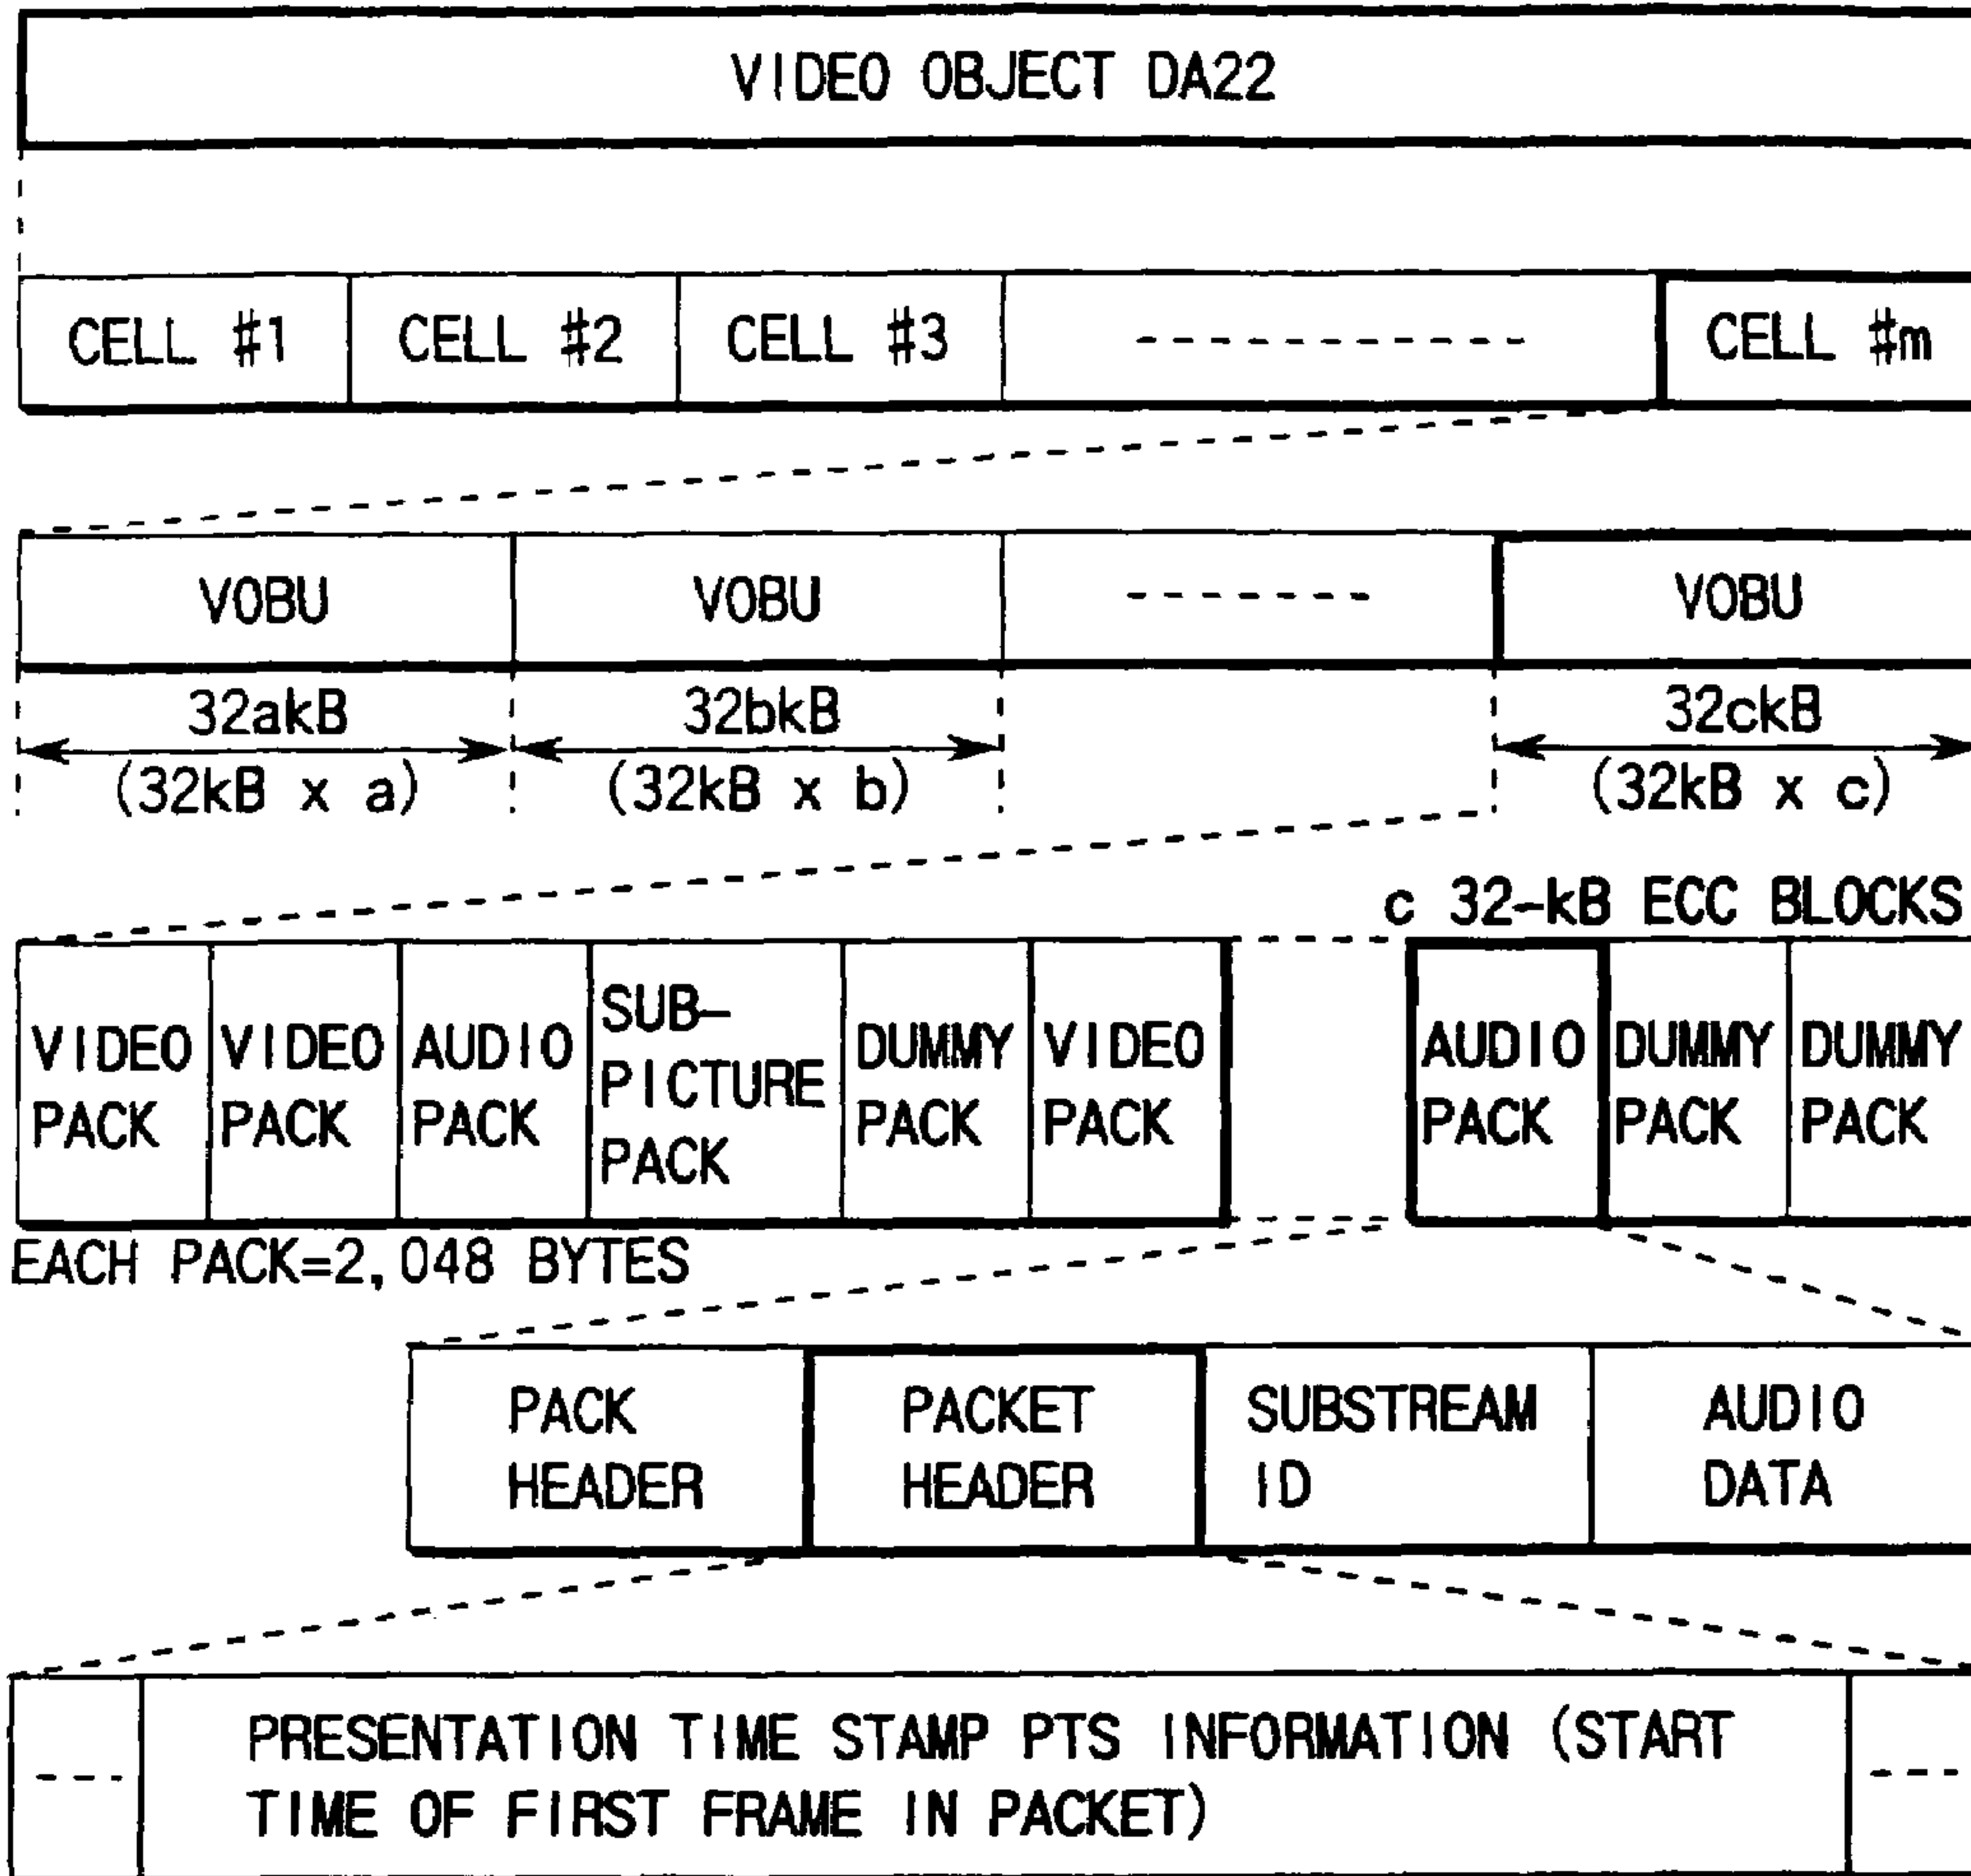 VIDEO OBJECT DA22
CELL #1 CELL #2 CELL #3 ----------- CELL #m
VOBU VOBU ------- VOBU
32akB 32bkB 32ckB
(32kB x a) (32kB x b) (32kB x c)
c 32-kB ECC BLOCKS
VIDEO PACK
VIDEO PACK
AUDIO PACK
SUB-
PICTURE
PACK
DUMMY PACK
VIDEO PACK
AUDIO PACK
DUMMY PACK
DUMMY PACK
EACH PACK=2,048 BYTES
PACK HEADER
PACKET HEADER
SUBSTREAM ID
AUDIO DATA
--- PRESENTATION TIME STAMP PTS INFORMATION (START ---
TIME OF FIRST FRAME IN PACKET)